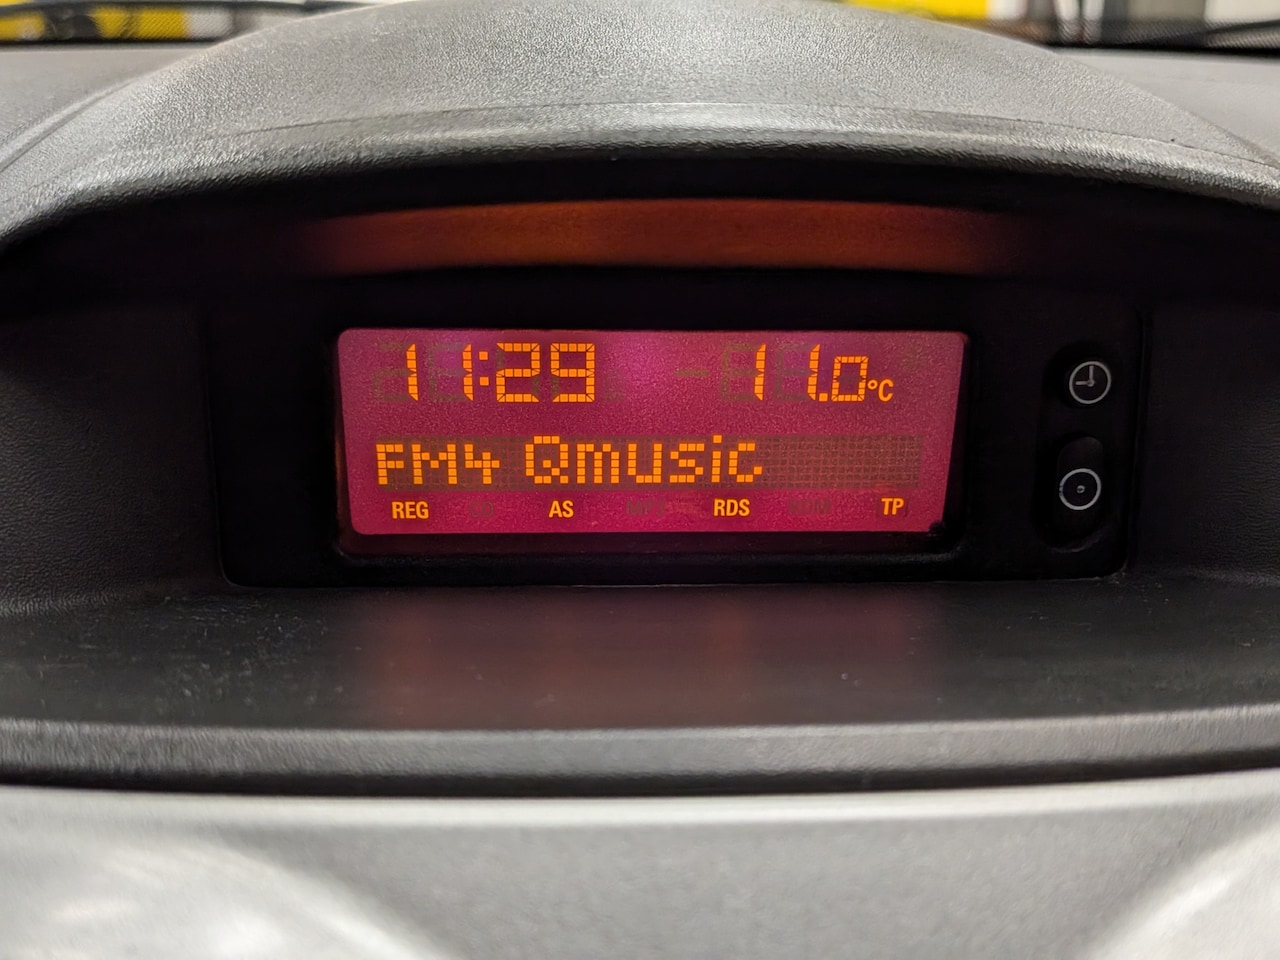 11:29 11.0°C
FM4 Qmusic
REG AS RDS TP